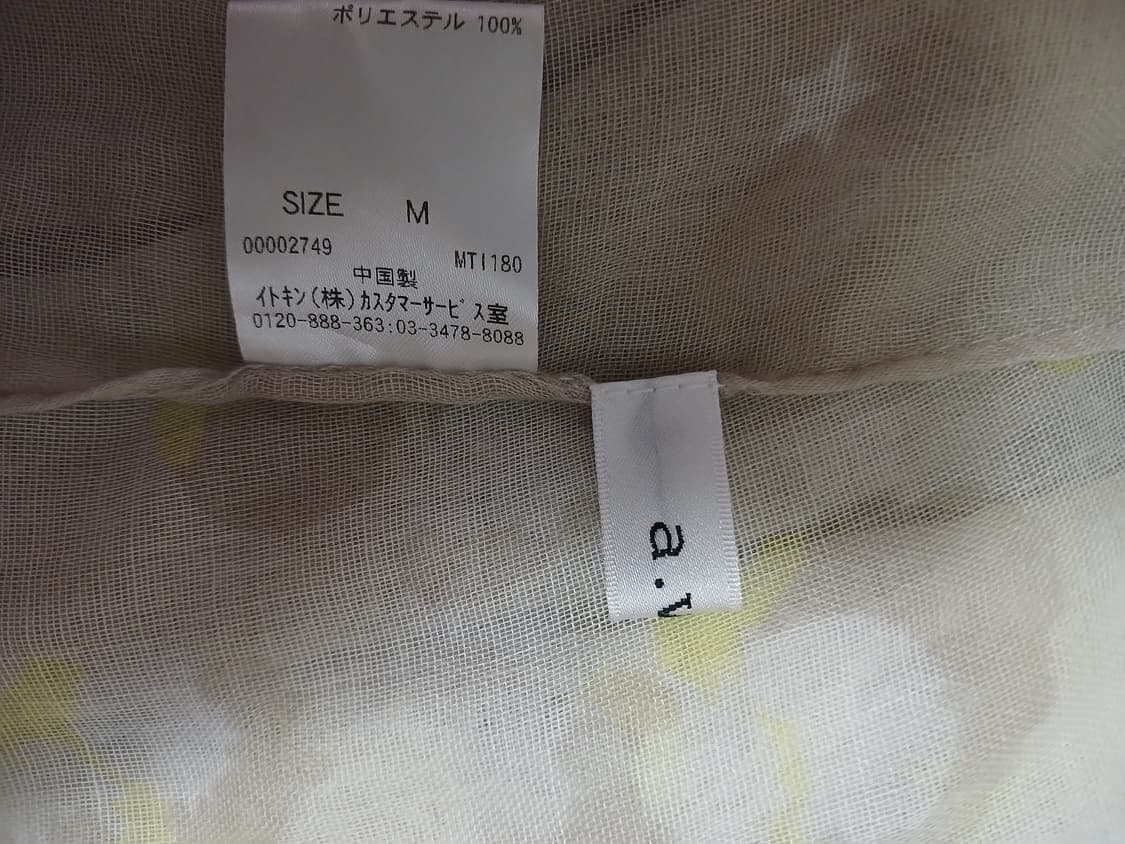 ポリエステル 100%
SIZE M
00002749 MTI180
中国製
イトキン(株)カスタマーサービス室
0120-888-363:03-3478-8088
a.v